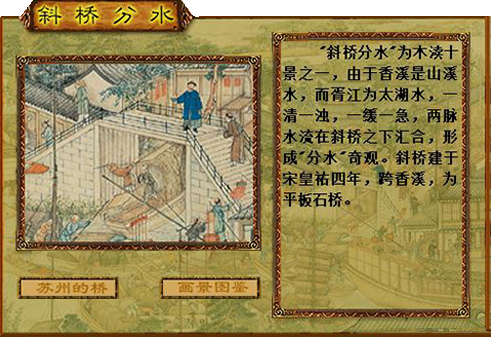 斜桥分水
"斜桥分水"为木渎十
景之一，由于香溪是山溪
水，而胥江为太湖水，一
清一浊，一缓一急，两脉
水流在斜桥之下汇合，形
成"分水"奇观。斜桥建于
宋皇祐四年，跨香溪，为
平板石桥。
苏州的桥
画景图鉴